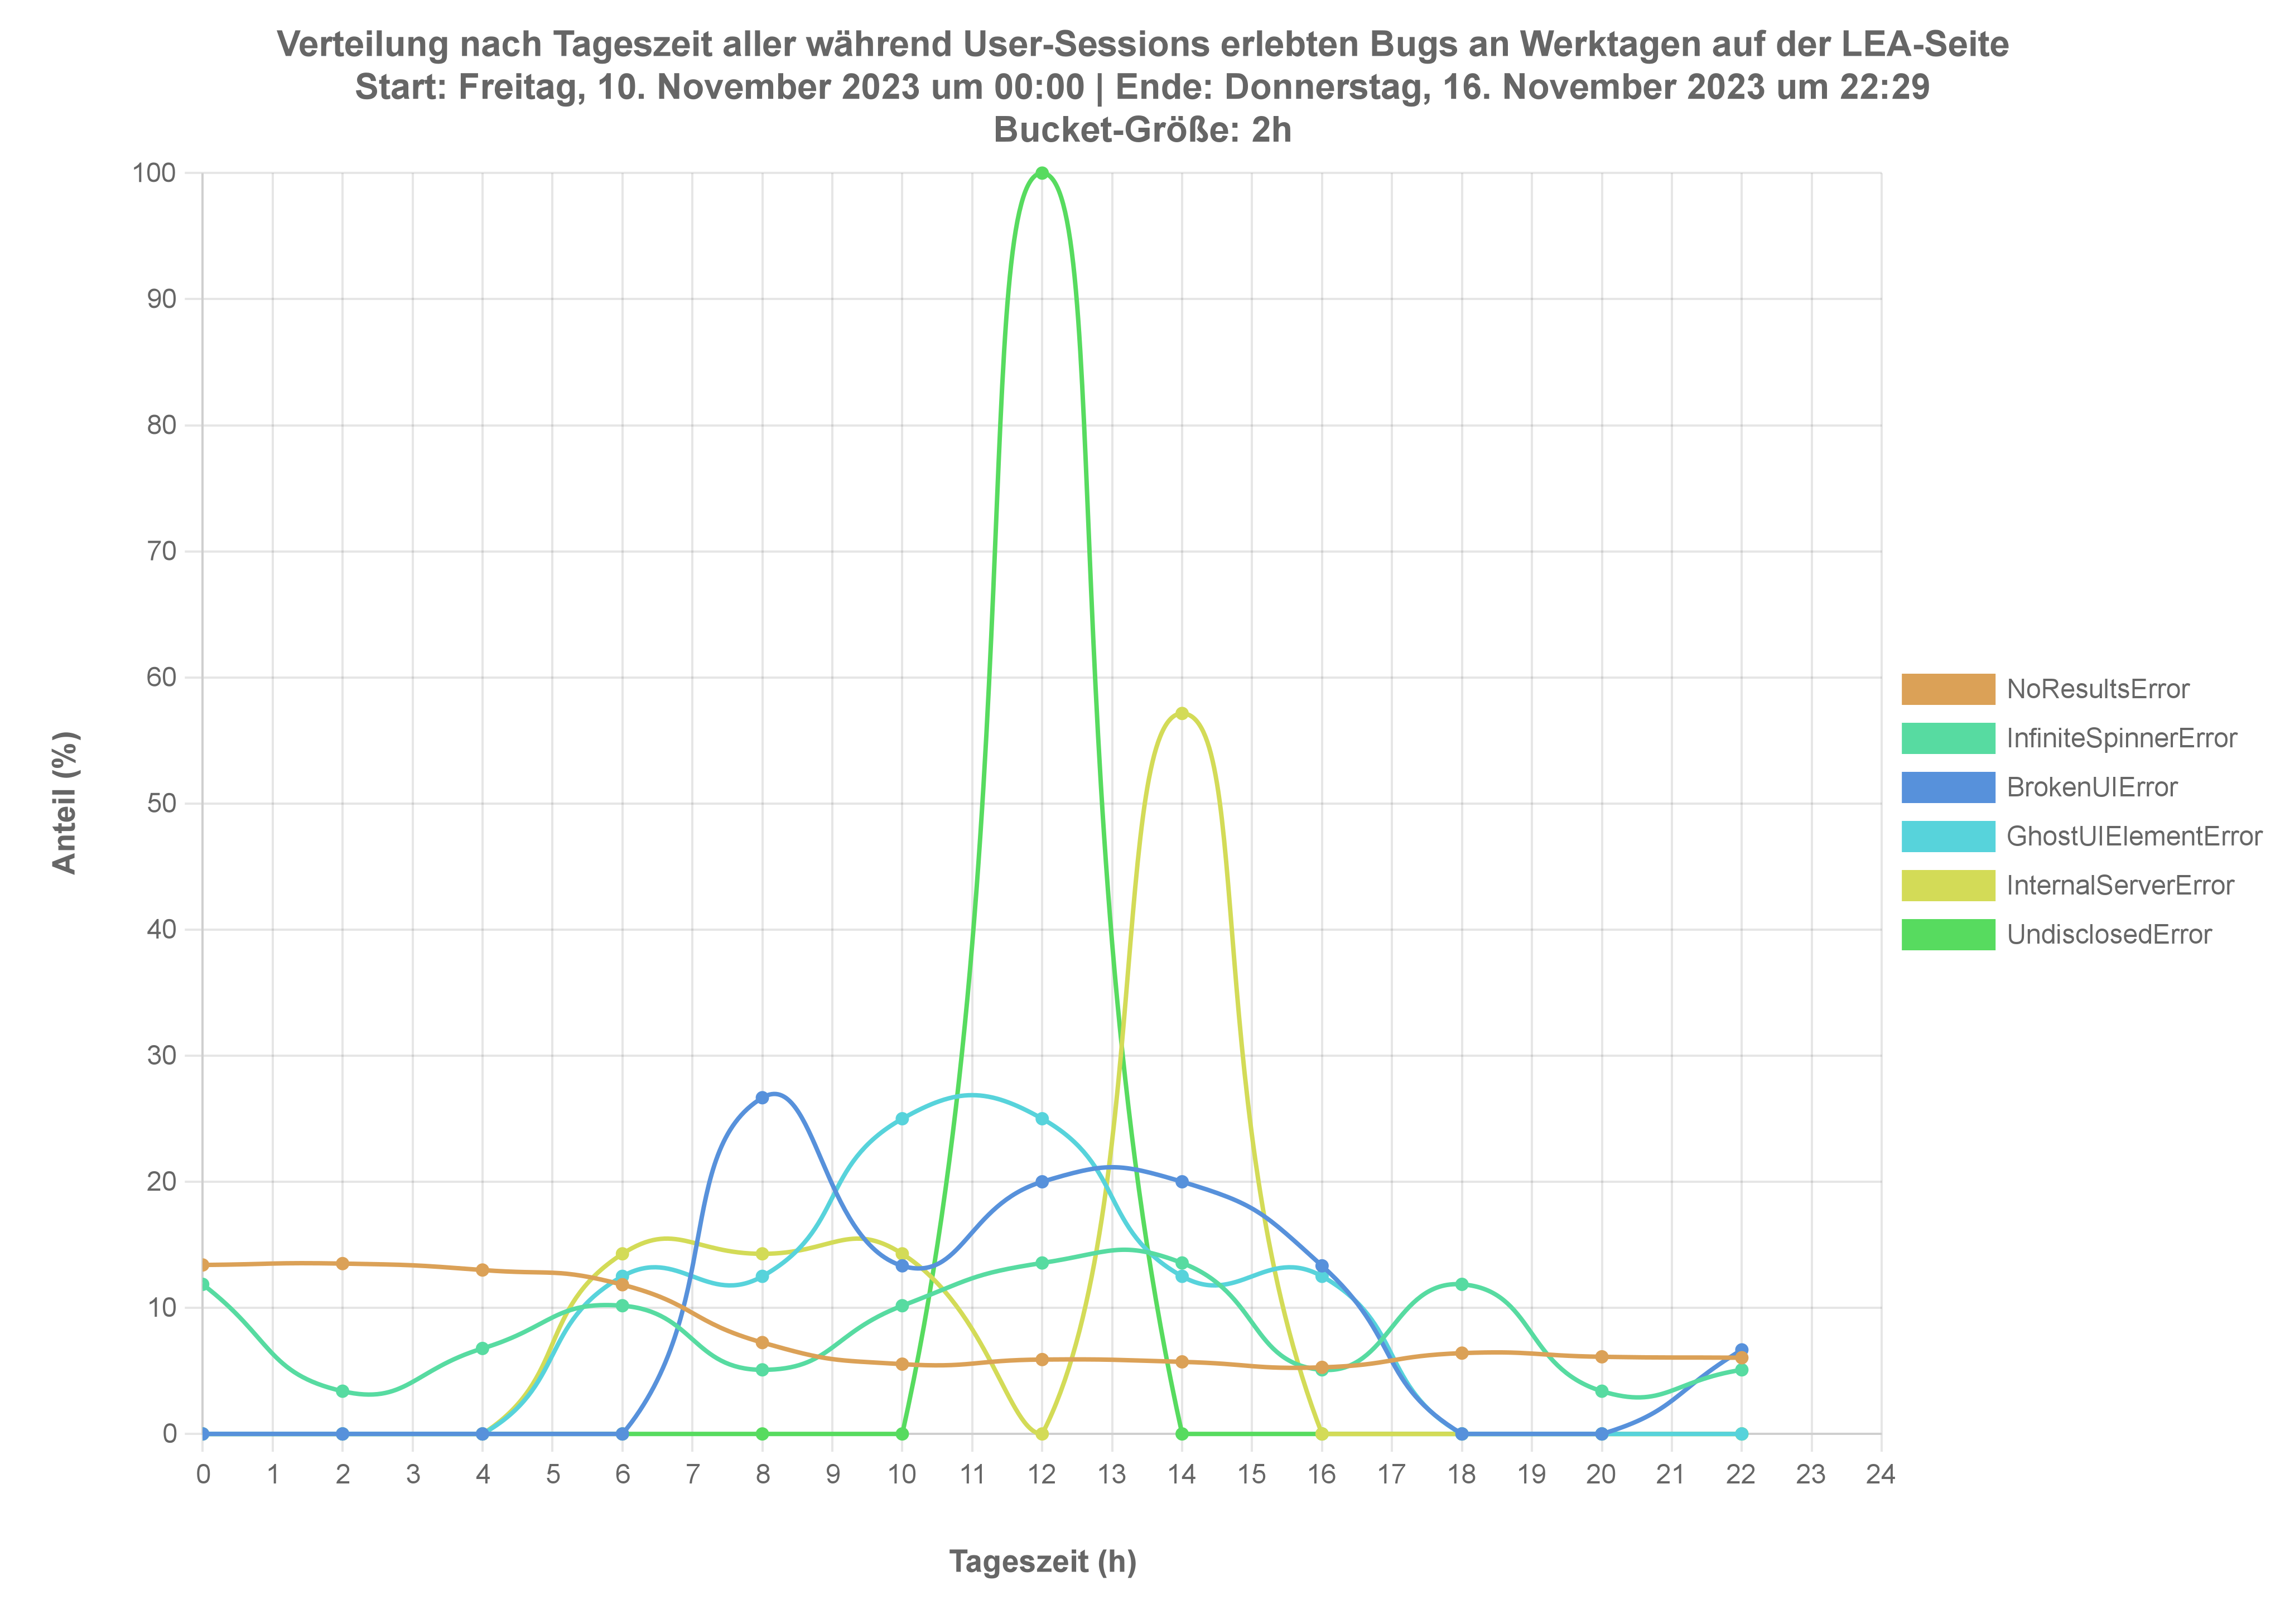 Verteilung nach Tageszeit aller während User-Sessions erlebten Bugs an Werktagen auf der LEA-Seite
Start: Freitag, 10. November 2023 um 00:00 | Ende: Donnerstag, 16. November 2023 um 22:29
Bucket-Größe: 2h
100
90
80
70
60
50
40
30
20
10
0
Anteil (%)
0 1 2 3 4 5 6 7 8 9 10 11 12 13 14 15 16 17 18 19 20 21 22 23 24
Tageszeit (h)
NoResultsError
InfiniteSpinnerError
BrokenUIError
GhostUIElementError
InternalServerError
UndisclosedError